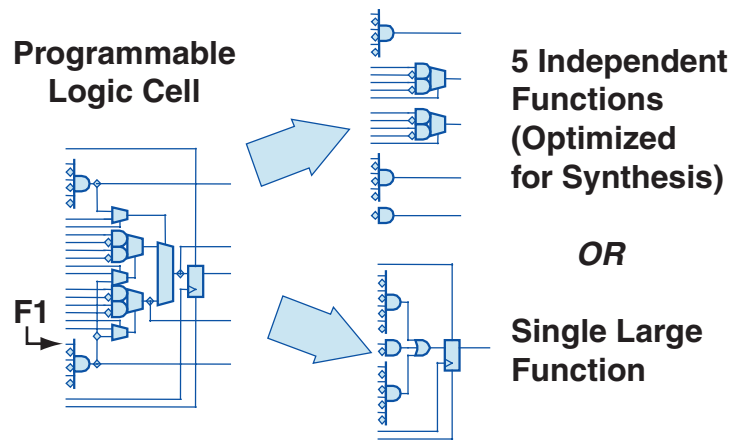 Programmable
Logic Cell
5 Independent
Functions
(Optimized
for Synthesis)
OR
F1
Single Large
Function